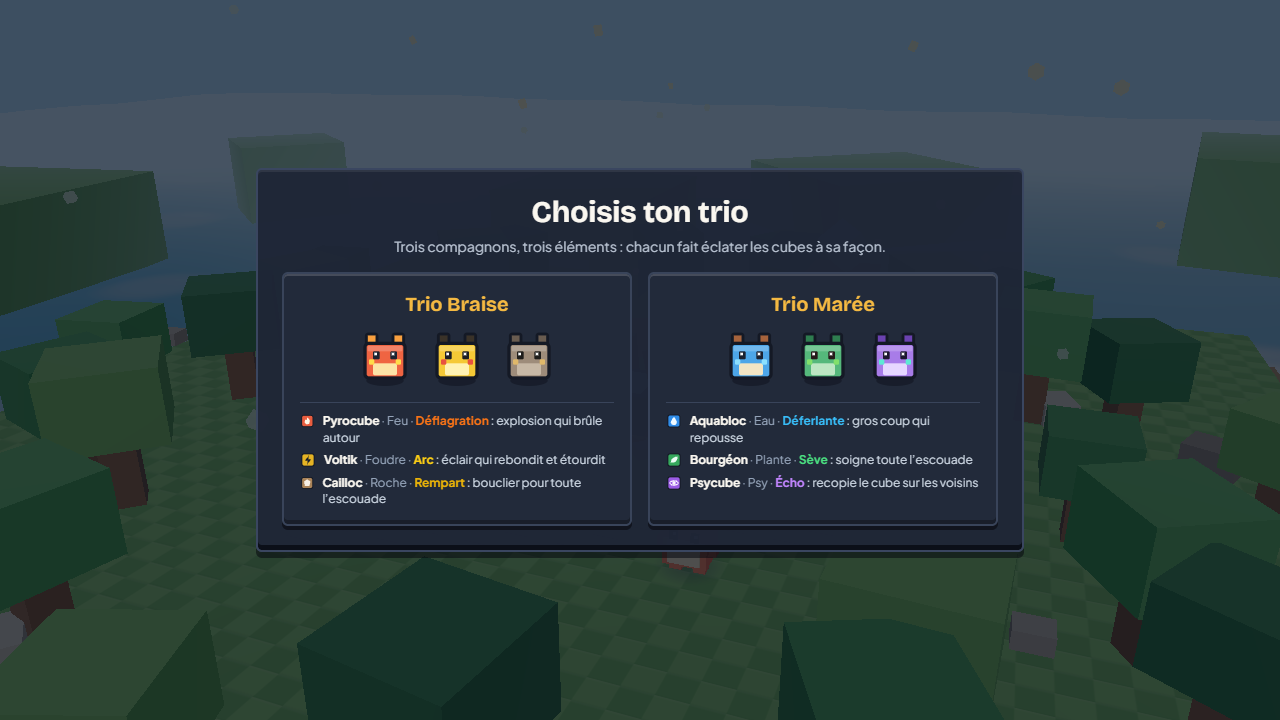 Choisis ton trio
Trois compagnons, trois éléments : chacun fait éclater les cubes à sa façon.
Trio Braise
Pyrocube · Feu · Déflagration : explosion qui brûle
autour
Voltik · Foudre · Arc : éclair qui rebondit et étourdit
Cailloc · Roche · Rempart : bouclier pour toute
l'escouade
Trio Marée
Aquabloc · Eau · Déferlante : gros coup qui
repousse
Bourgéon · Plante · Sève : soigne toute l'escouade
Psycube · Psy · Écho : recopie le cube sur les voisins